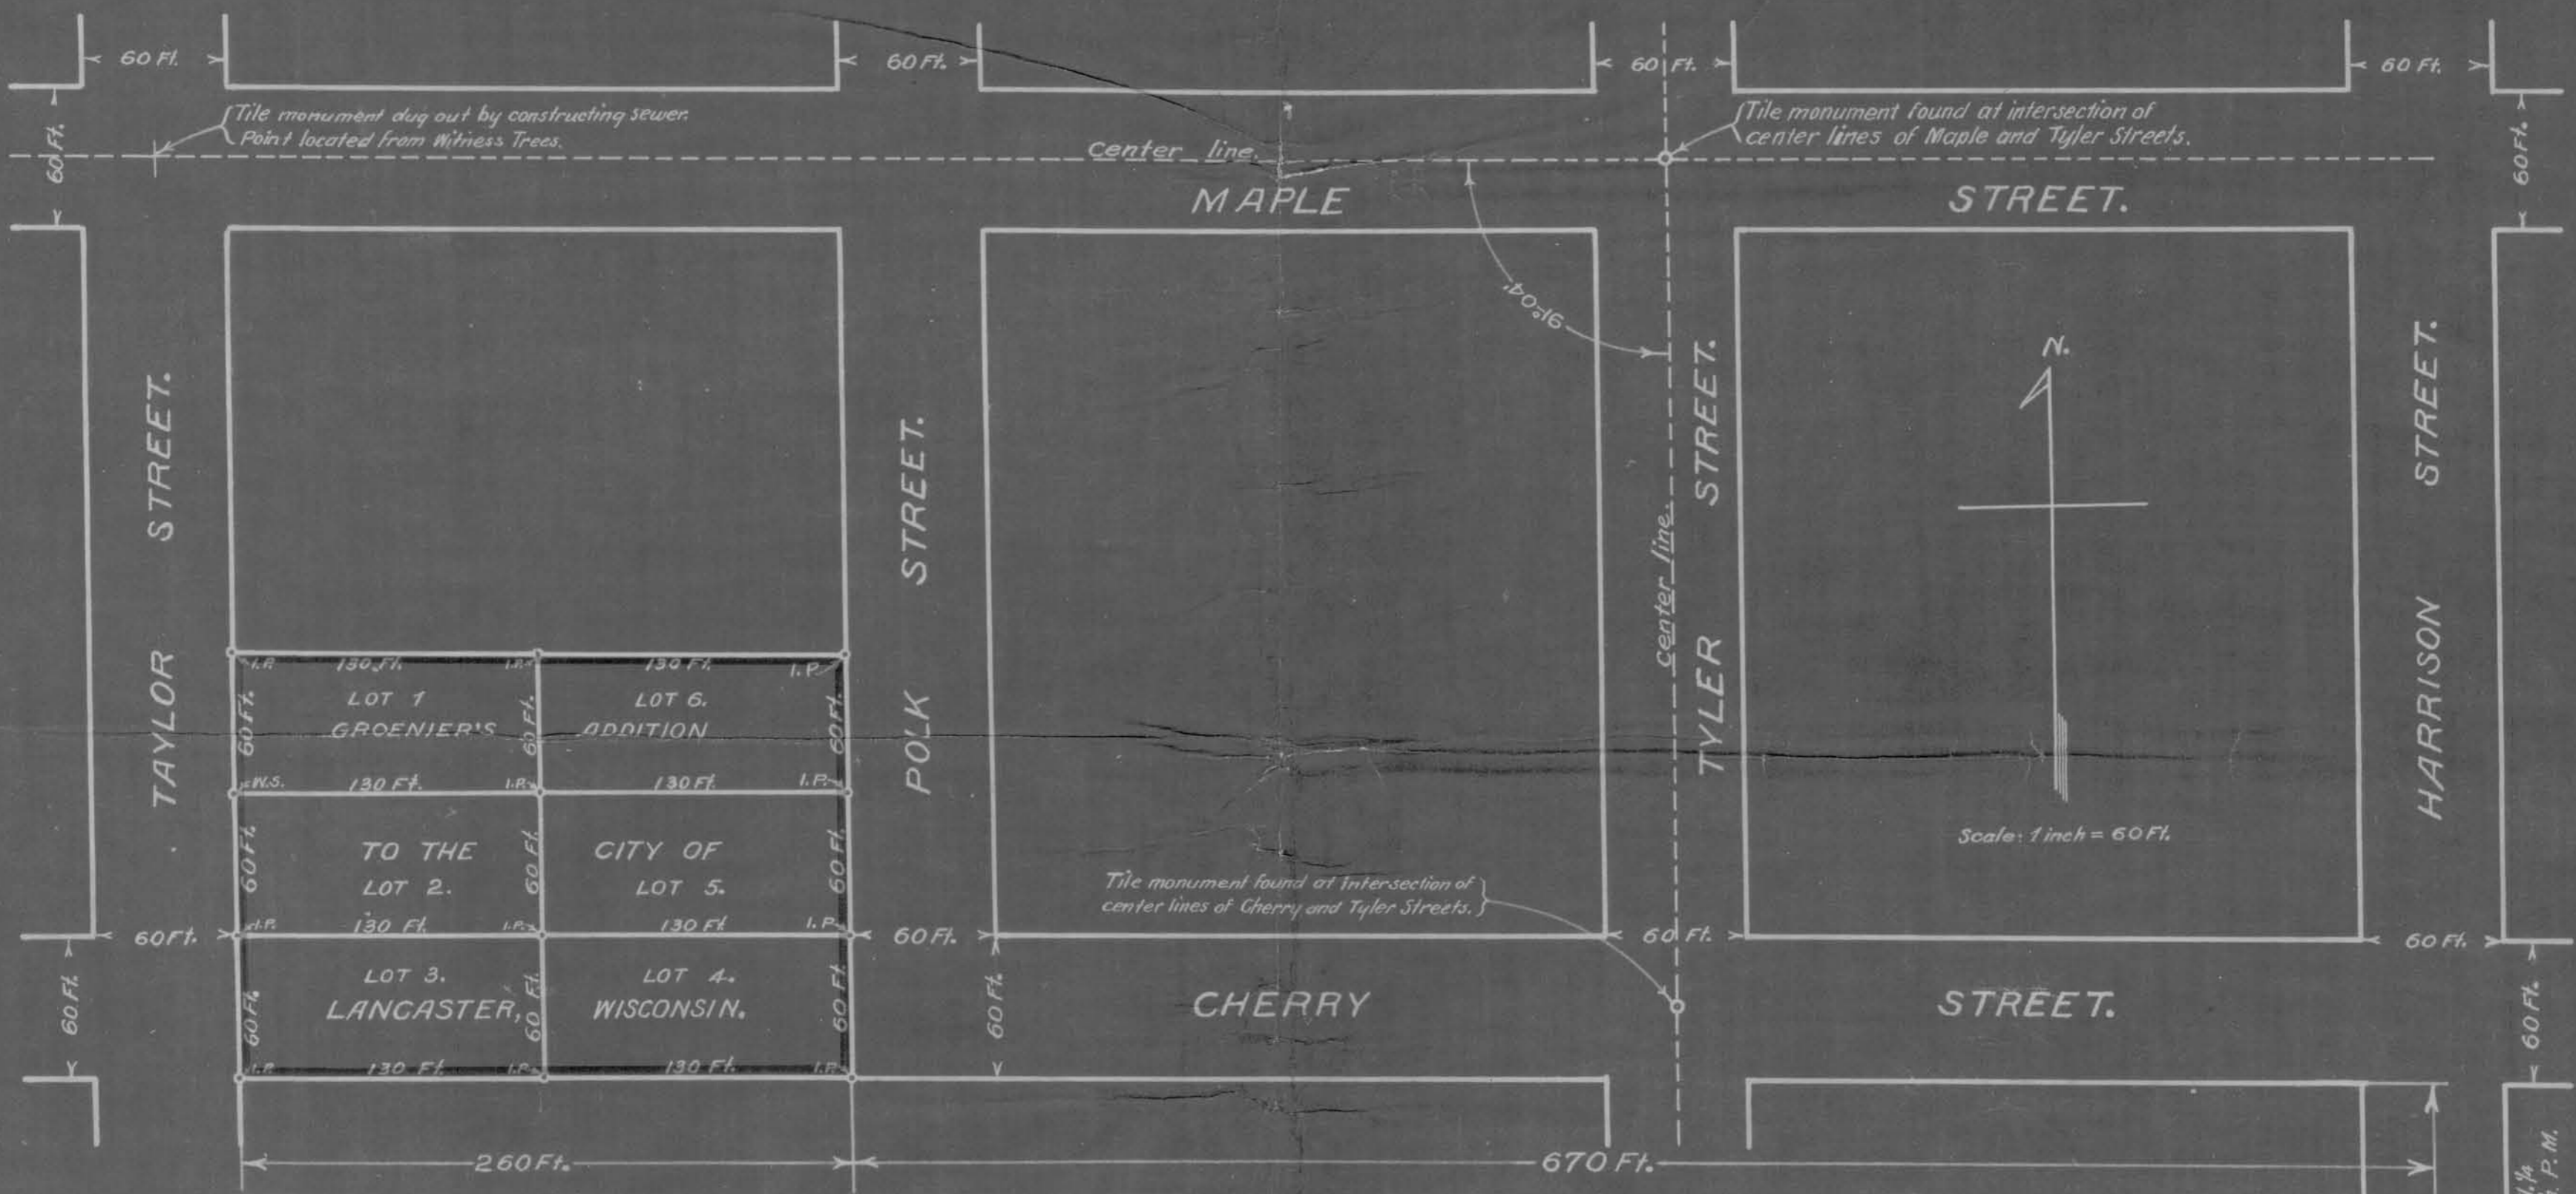 60 Ft.
60 Ft.
60 Ft.
60 Ft.
Tile monument dug out by constructing sewer.
Point located from Witness Trees.
Tile monument found at intersection of
center lines of Maple and Tyler Streets.
60 Ft.
center line.
60 Ft.
MAPLE STREET.
91°-04'
N.
TAYLOR STREET.
POLK STREET.
center line.
TYLER STREET.
HARRISON STREET.
I.P. 130 Ft. I.P. 130 Ft. I.P.
60 Ft.
LOT 1
60 Ft.
LOT 6.
60 Ft.
GROENIER'S ADDITION
W.S. 130 Ft. I.P. 130 Ft. I.P.
Scale: 1 inch = 60 Ft.
60 Ft.
TO THE
60 Ft.
CITY OF
60 Ft.
LOT 2.
LOT 5.
Tile monument found at intersection of
center lines of Cherry and Tyler Streets.
I.P. 130 Ft. I.P. 130 Ft. I.P.
60 Ft.
60 Ft.
60 Ft.
60 Ft.
60 Ft.
LOT 3.
60 Ft.
LOT 4.
60 Ft.
60 Ft.
LANCASTER, WISCONSIN.
60 Ft.
CHERRY STREET.
60 Ft.
60 Ft.
I.P. 130 Ft. I.P. 130 Ft. I.P.
260 Ft.
670 Ft.
P. M.